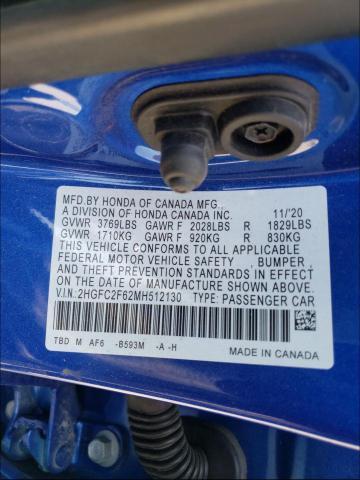 MFD.BY HONDA OF CANADA MFG.,
A DIVISION OF HONDA CANADA INC. 11/'20
GVWR 3769LBS GAWR F 2028LBS R 1829LBS
GVWR 1710KG GAWR F 920KG R 830KG
THIS VEHICLE CONFORMS TO ALL APPLICABLE
FEDERAL MOTOR VEHICLE SAFETY , BUMPER
AND THEFT PREVENTION STANDARDS IN EFFECT
ON THE DATE OF MANUFACTURE SHOWN ABOVE.
V.I.N.:2HGFC2F62MH512130 TYPE: PASSENGER CAR
TBD M AF6 -B593M -A -H MADE IN CANADA